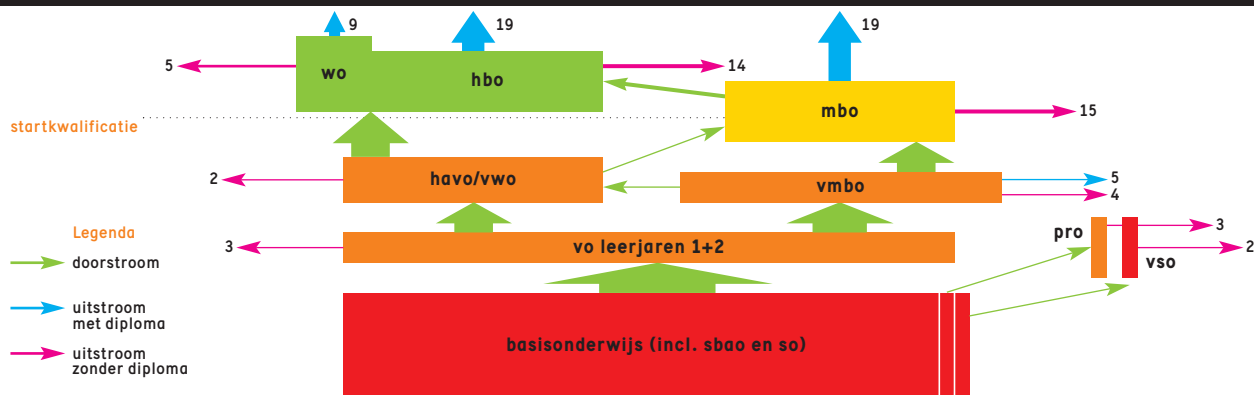 9
19
19
5
wo
hbo
14
mbo
15
startkwalificatie
2
havo/vwo
vmbo
5
4
Legenda
doorstroom
3
vo leerjaren 1+2
pro
3
vso
2
uitstroom
met diploma
uitstroom
zonder diploma
basisonderwijs (incl. sbao en so)